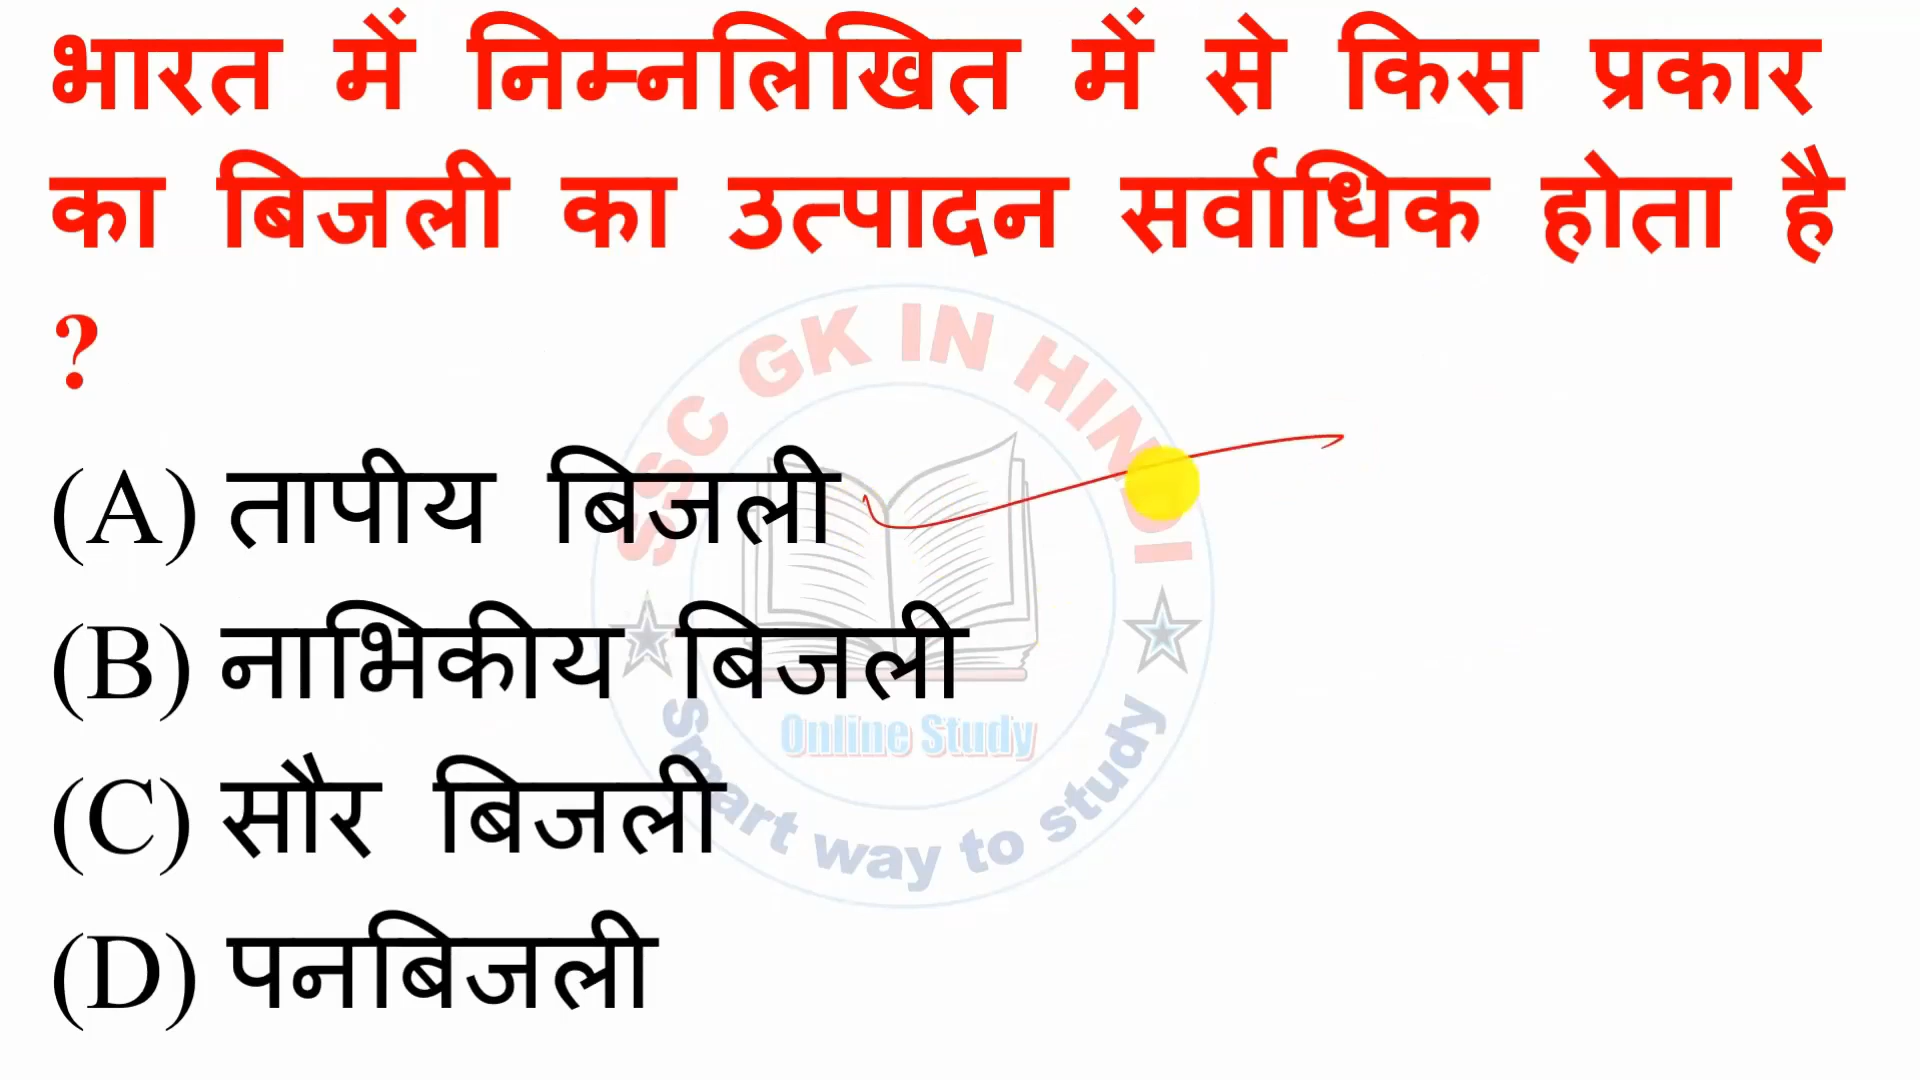 भारत में निम्नलिखित में से किस प्रकार
का बिजली का उत्पादन सर्वाधिक होता है
?
SSC GK IN HINDI
(A) तापीय बिजली
(B) नाभिकीय बिजली
Online Study
(C) सौर बिजली
Smart way to study
(D) पनबिजली